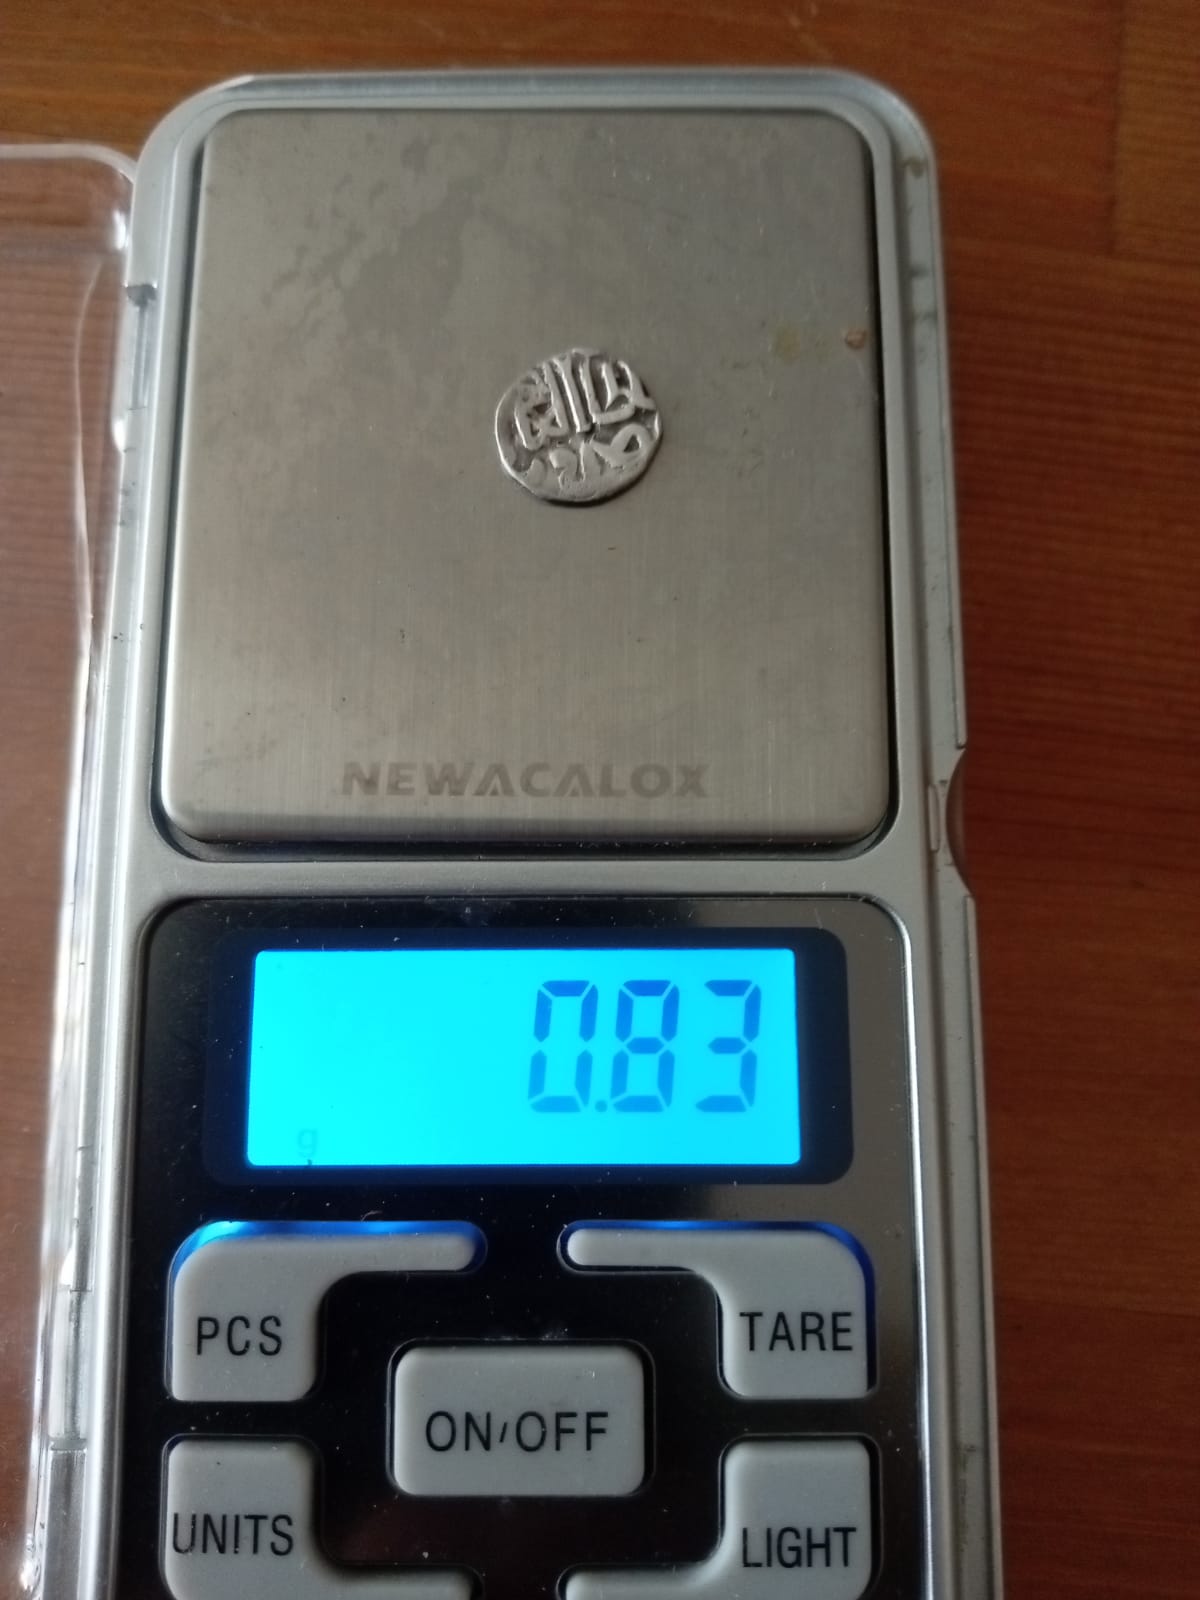 NEWACALOX
0.83
g
PCS
TARE
ON/OFF
UNITS
LIGHT